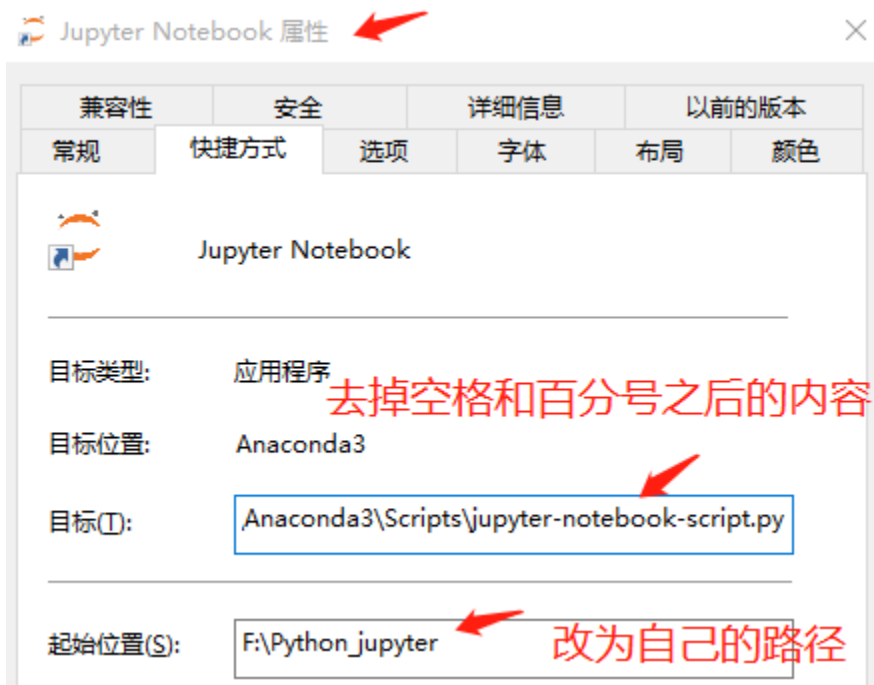 Jupyter Notebook 属性
兼容性 安全 详细信息 以前的版本
常规 快捷方式 选项 字体 布局 颜色
Jupyter Notebook
目标类型: 应用程序
去掉空格和百分号之后的内容
目标位置: Anaconda3
目标(T): Anaconda3\Scripts\jupyter-notebook-script.py
起始位置(S): F:\Python_jupyter
改为自己的路径